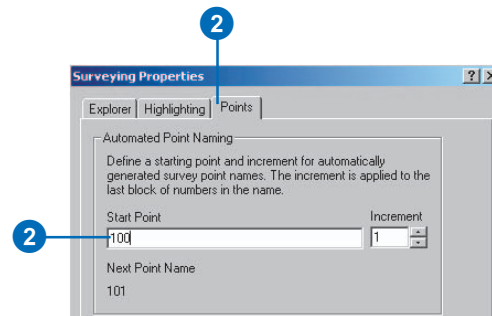 2
Surveying Properties
Explorer Highlighting Points
Automated Point Naming
Define a starting point and increment for automatically
generated survey point names. The increment is applied to the
last block of numbers in the name.
Start Point Increment
2 100 1
Next Point Name
101